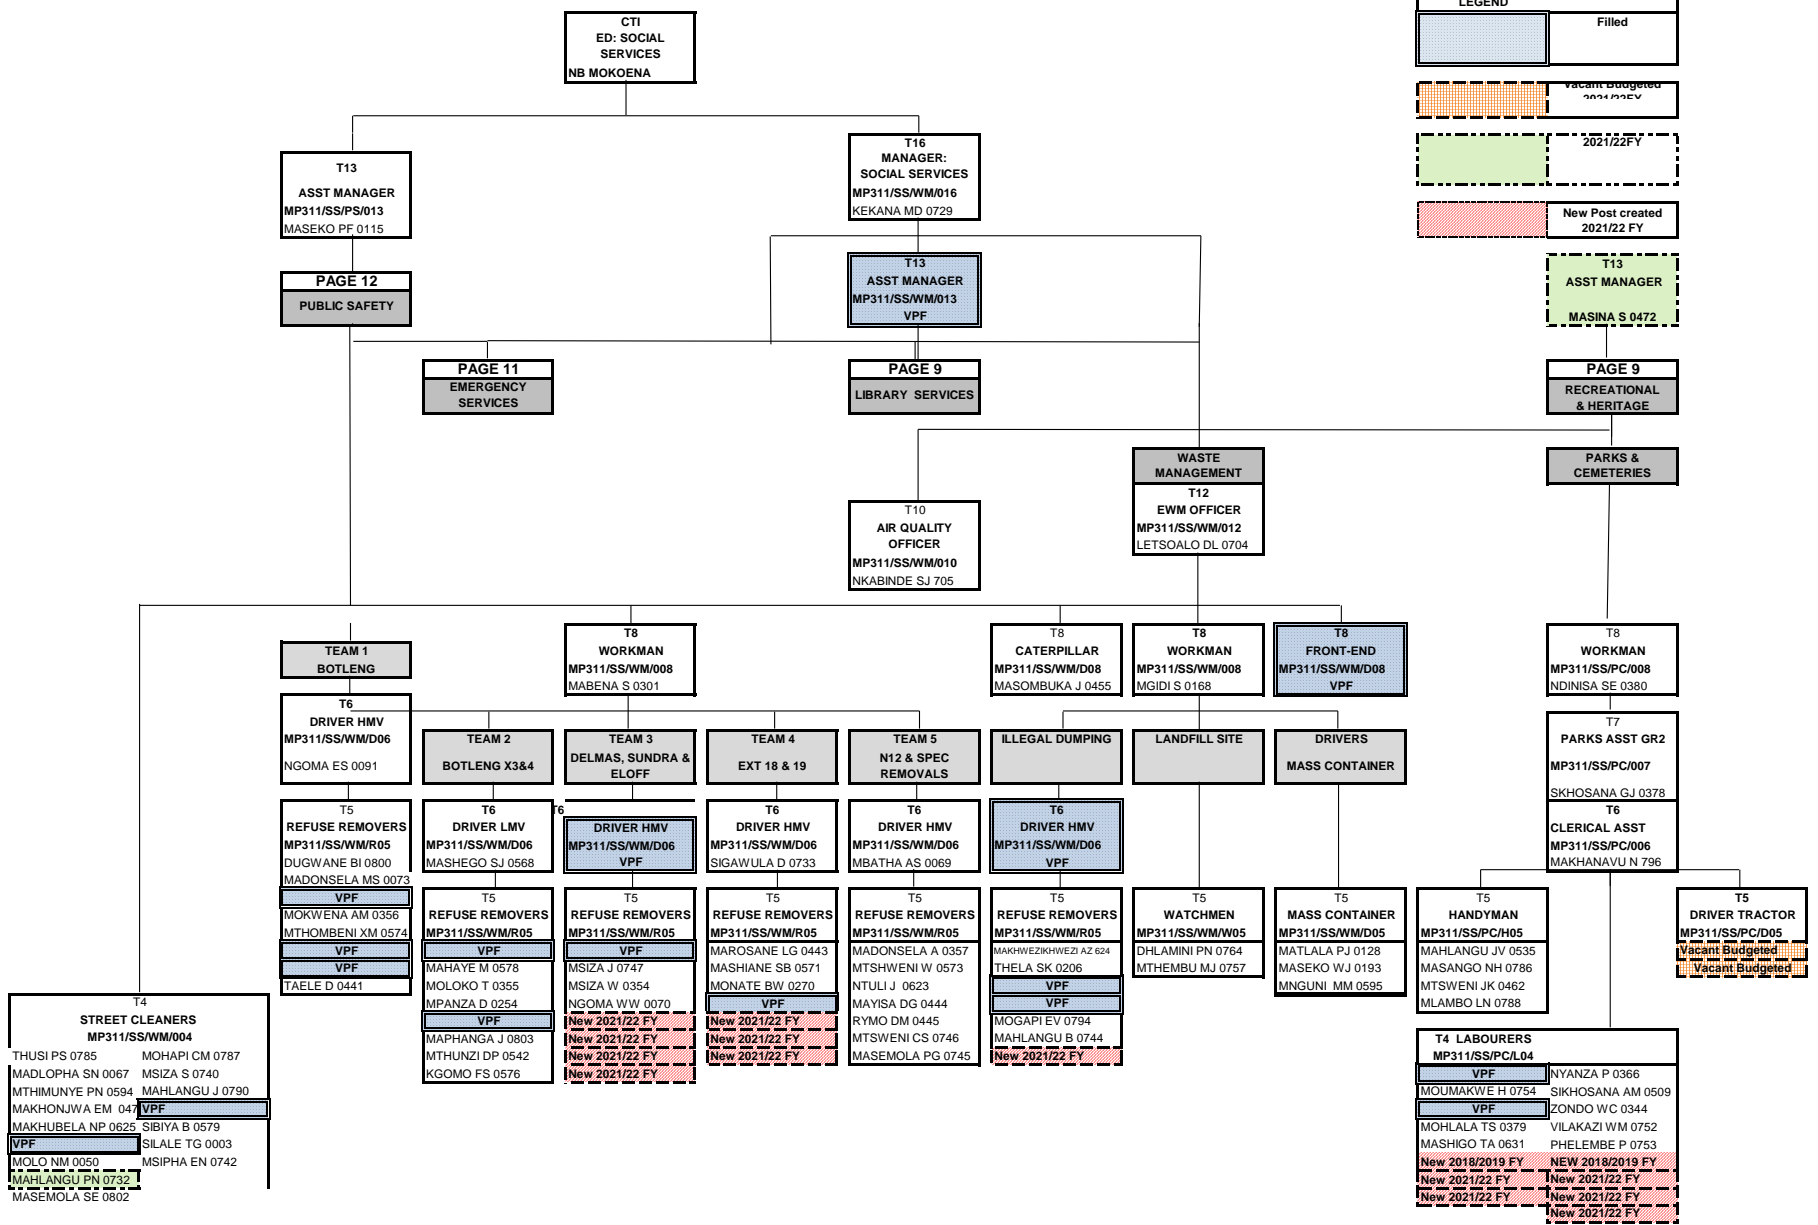 LEGEND
Filled
Vacant Budgeted
2021/22FY
2021/22FY
New Post created
2021/22 FY
CTI
ED: SOCIAL
SERVICES
NB MOKOENA
T13
ASST MANAGER
MP311/SS/PS/013
MASEKO PF 0115
T16
MANAGER:
SOCIAL SERVICES
MP311/SS/WM/016
KEKANA MD 0729
PAGE 12
PUBLIC SAFETY
T13
ASST MANAGER
MP311/SS/WM/013
VPF
T13
ASST MANAGER
MASINA S 0472
PAGE 11
EMERGENCY
SERVICES
PAGE 9
LIBRARY SERVICES
PAGE 9
RECREATIONAL
& HERITAGE
WASTE
MANAGEMENT
T12
EWM OFFICER
MP311/SS/WM/012
LETSOALO DL 0704
PARKS &
CEMETERIES
T10
AIR QUALITY
OFFICER
MP311/SS/WM/010
NKABINDE SJ 705
TEAM 1
BOTLENG
T8
WORKMAN
MP311/SS/WM/008
MABENA S 0301
T8
CATERPILLAR
MP311/SS/WM/D08
MASOMBUKA J 0455
T8
WORKMAN
MP311/SS/WM/008
MGIDI S 0168
T8
FRONT-END
MP311/SS/WM/D08
VPF
T8
WORKMAN
MP311/SS/PC/008
NDINISA SE 0380
T6
DRIVER HMV
MP311/SS/WM/D06
NGOMA ES 0091
TEAM 2
BOTLENG X3&4
TEAM 3
DELMAS, SUNDRA &
ELOFF
TEAM 4
EXT 18 & 19
TEAM 5
N12 & SPEC
REMOVALS
ILLEGAL DUMPING
LANDFILL SITE
DRIVERS
MASS CONTAINER
T7
PARKS ASST GR2
MP311/SS/PC/007
SKHOSANA GJ 0378
T6
CLERICAL ASST
MP311/SS/PC/006
MAKHANAVU N 796
T5
REFUSE REMOVERS
MP311/SS/WM/R05
DUGWANE BI 0800
MADONSELA MS 0073
VPF
MOKWENA AM 0356
MTHOMBENI XM 0574
VPF
VPF
TAELE D 0441
T6
DRIVER LMV
MP311/SS/WM/D06
MASHEGO SJ 0568
T6
DRIVER HMV
MP311/SS/WM/D06
VPF
T6
DRIVER HMV
MP311/SS/WM/D06
SIGAWULA D 0733
T6
DRIVER HMV
MP311/SS/WM/D06
MBATHA AS 0069
T6
DRIVER HMV
MP311/SS/WM/D06
VPF
T5
REFUSE REMOVERS
MP311/SS/WM/R05
VPF
MAHAYE M 0578
MOLOKO T 0355
MPANZA D 0254
VPF
MAPHANGA J 0803
MTHUNZI DP 0542
KGOMO FS 0576
T5
REFUSE REMOVERS
MP311/SS/WM/R05
VPF
MSIZA J 0747
MSIZA W 0354
NGOMA WW 0070
New 2021/22 FY
New 2021/22 FY
New 2021/22 FY
New 2021/22 FY
T5
REFUSE REMOVERS
MP311/SS/WM/R05
MAROSANE LG 0443
MASHIANE SB 0571
MONATE BW 0270
VPF
New 2021/22 FY
New 2021/22 FY
New 2021/22 FY
T5
REFUSE REMOVERS
MP311/SS/WM/R05
MADONSELA A 0357
MTSHWENI W 0573
NTULI J 0623
MAYISA DG 0444
RYMO DM 0445
MTSWENI CS 0746
MASEMOLA PG 0745
T5
REFUSE REMOVERS
MP311/SS/WM/R05
MAKHWEZIKHWEZI AZ 624
THELA SK 0206
VPF
VPF
MOGAPI EV 0794
MAHLANGU B 0744
New 2021/22 FY
T5
WATCHMEN
MP311/SS/WM/W05
DHLAMINI PN 0764
MTHEMBU MJ 0757
T5
MASS CONTAINER
MP311/SS/WM/D05
MATLALA PJ 0128
MASEKO WJ 0193
MNGUNI MM 0595
T5
HANDYMAN
MP311/SS/PC/H05
MAHLANGU JV 0535
MASANGO NH 0786
MTSWENI JK 0462
MLAMBO LN 0788
T5
DRIVER TRACTOR
MP311/SS/PC/D05
Vacant Budgeted
Vacant Budgeted
T4
STREET CLEANERS
MP311/SS/WM/004
THUSI PS 0785 MOHAPI CM 0787
MADLOPHA SN 0067 MSIZA S 0740
MTHIMUNYE PN 0594 MAHLANGU J 0790
MAKHONJWA EM 047 VPF
MAKHUBELA NP 0625 SIBIYA B 0579
VPF SILALE TG 0003
MOLO NM 0050 MSIPHA EN 0742
MAHLANGU PN 0732
MASEMOLA SE 0802
T4 LABOURERS
MP311/SS/PC/L04
VPF NYANZA P 0366
MOUMAKWE H 0754 SIKHOSANA AM 0509
VPF ZONDO WC 0344
MOHLALA TS 0379 VILAKAZI WM 0752
MASHIGO TA 0631 PHELEMBE P 0753
New 2018/2019 FY NEW 2018/2019 FY
New 2021/22 FY New 2021/22 FY
New 2021/22 FY New 2021/22 FY
New 2021/22 FY